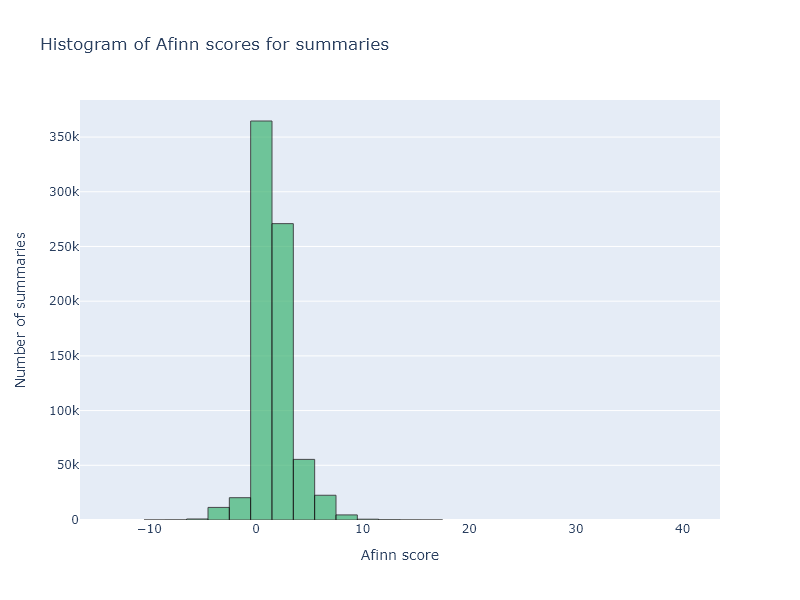 Histogram of Afinn scores for summaries
Number of summaries
350k
300k
250k
200k
150k
100k
50k
0
−10
0
10
20
30
40
Afinn score